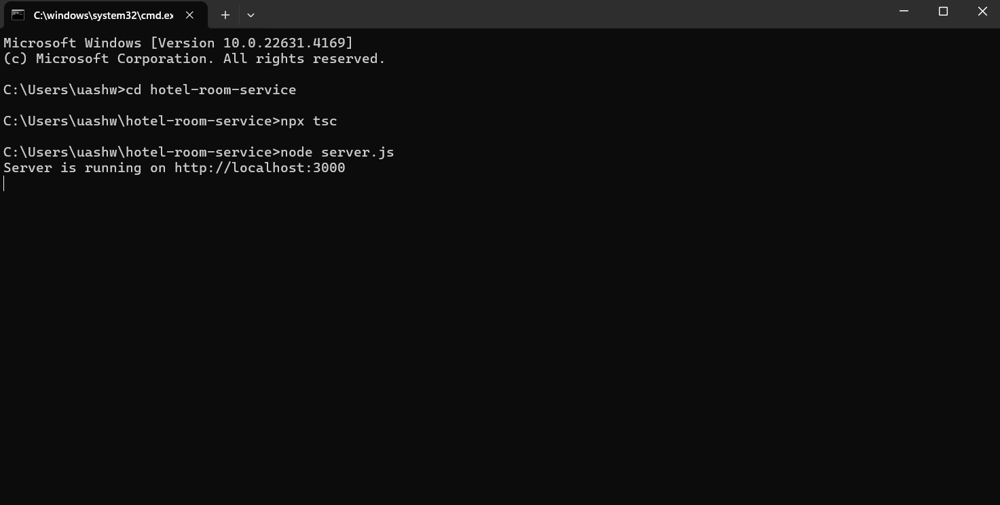 C:\windows\system32\cmd.ex
Microsoft Windows [Version 10.0.22631.4169]
(c) Microsoft Corporation. All rights reserved.
C:\Users\uashw>cd hotel-room-service
C:\Users\uashw\hotel-room-service>npx tsc
C:\Users\uashw\hotel-room-service>node server.js
Server is running on http://localhost:3000